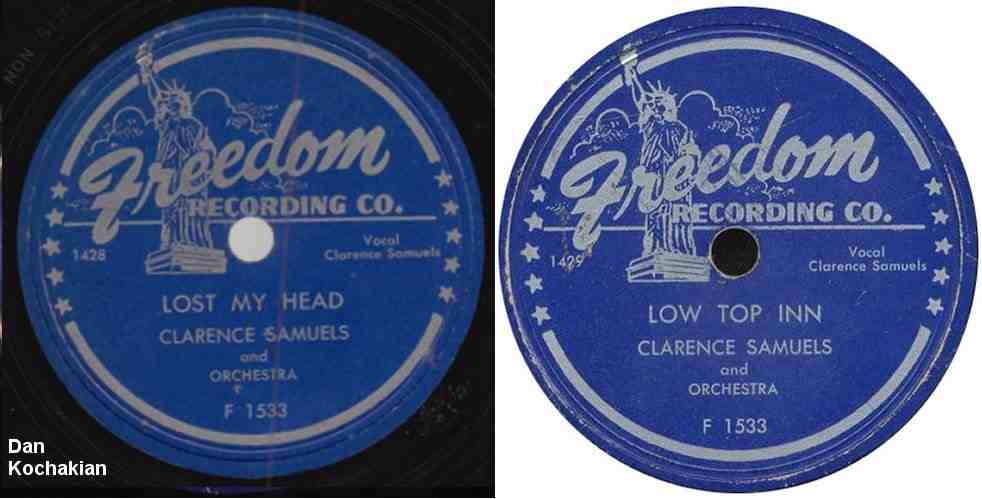 Freedom
RECORDING CO.
1428
Vocal
Clarence Samuels
LOST MY HEAD
CLARENCE SAMUELS
and
ORCHESTRA
F 1533
Dan
Kochakian
Freedom
RECORDING CO.
1429
Vocal
Clarence Samuels
LOW TOP INN
CLARENCE SAMUELS
and
ORCHESTRA
F 1533